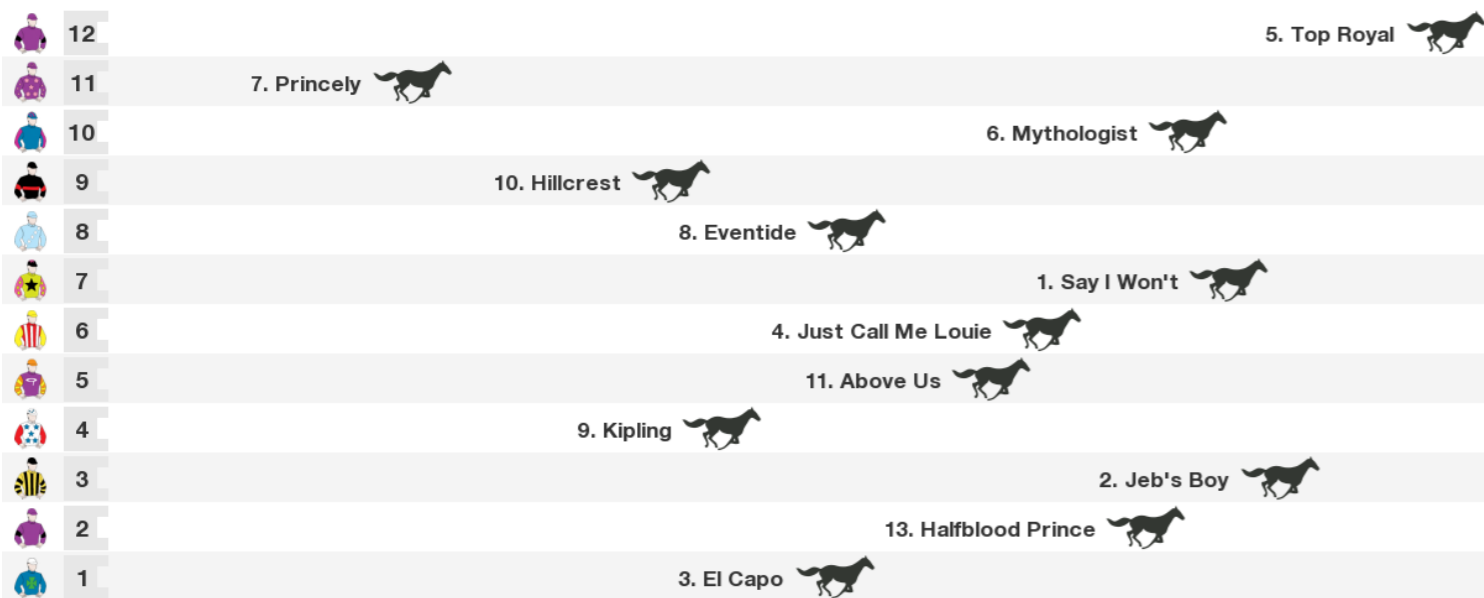 12 5. Top Royal
11 7. Princely
10 6. Mythologist
9 10. Hillcrest
8 8. Eventide
7 1. Say I Won't
6 4. Just Call Me Louie
5 11. Above Us
4 9. Kipling
3 2. Jeb's Boy
2 13. Halfblood Prince
1 3. El Capo